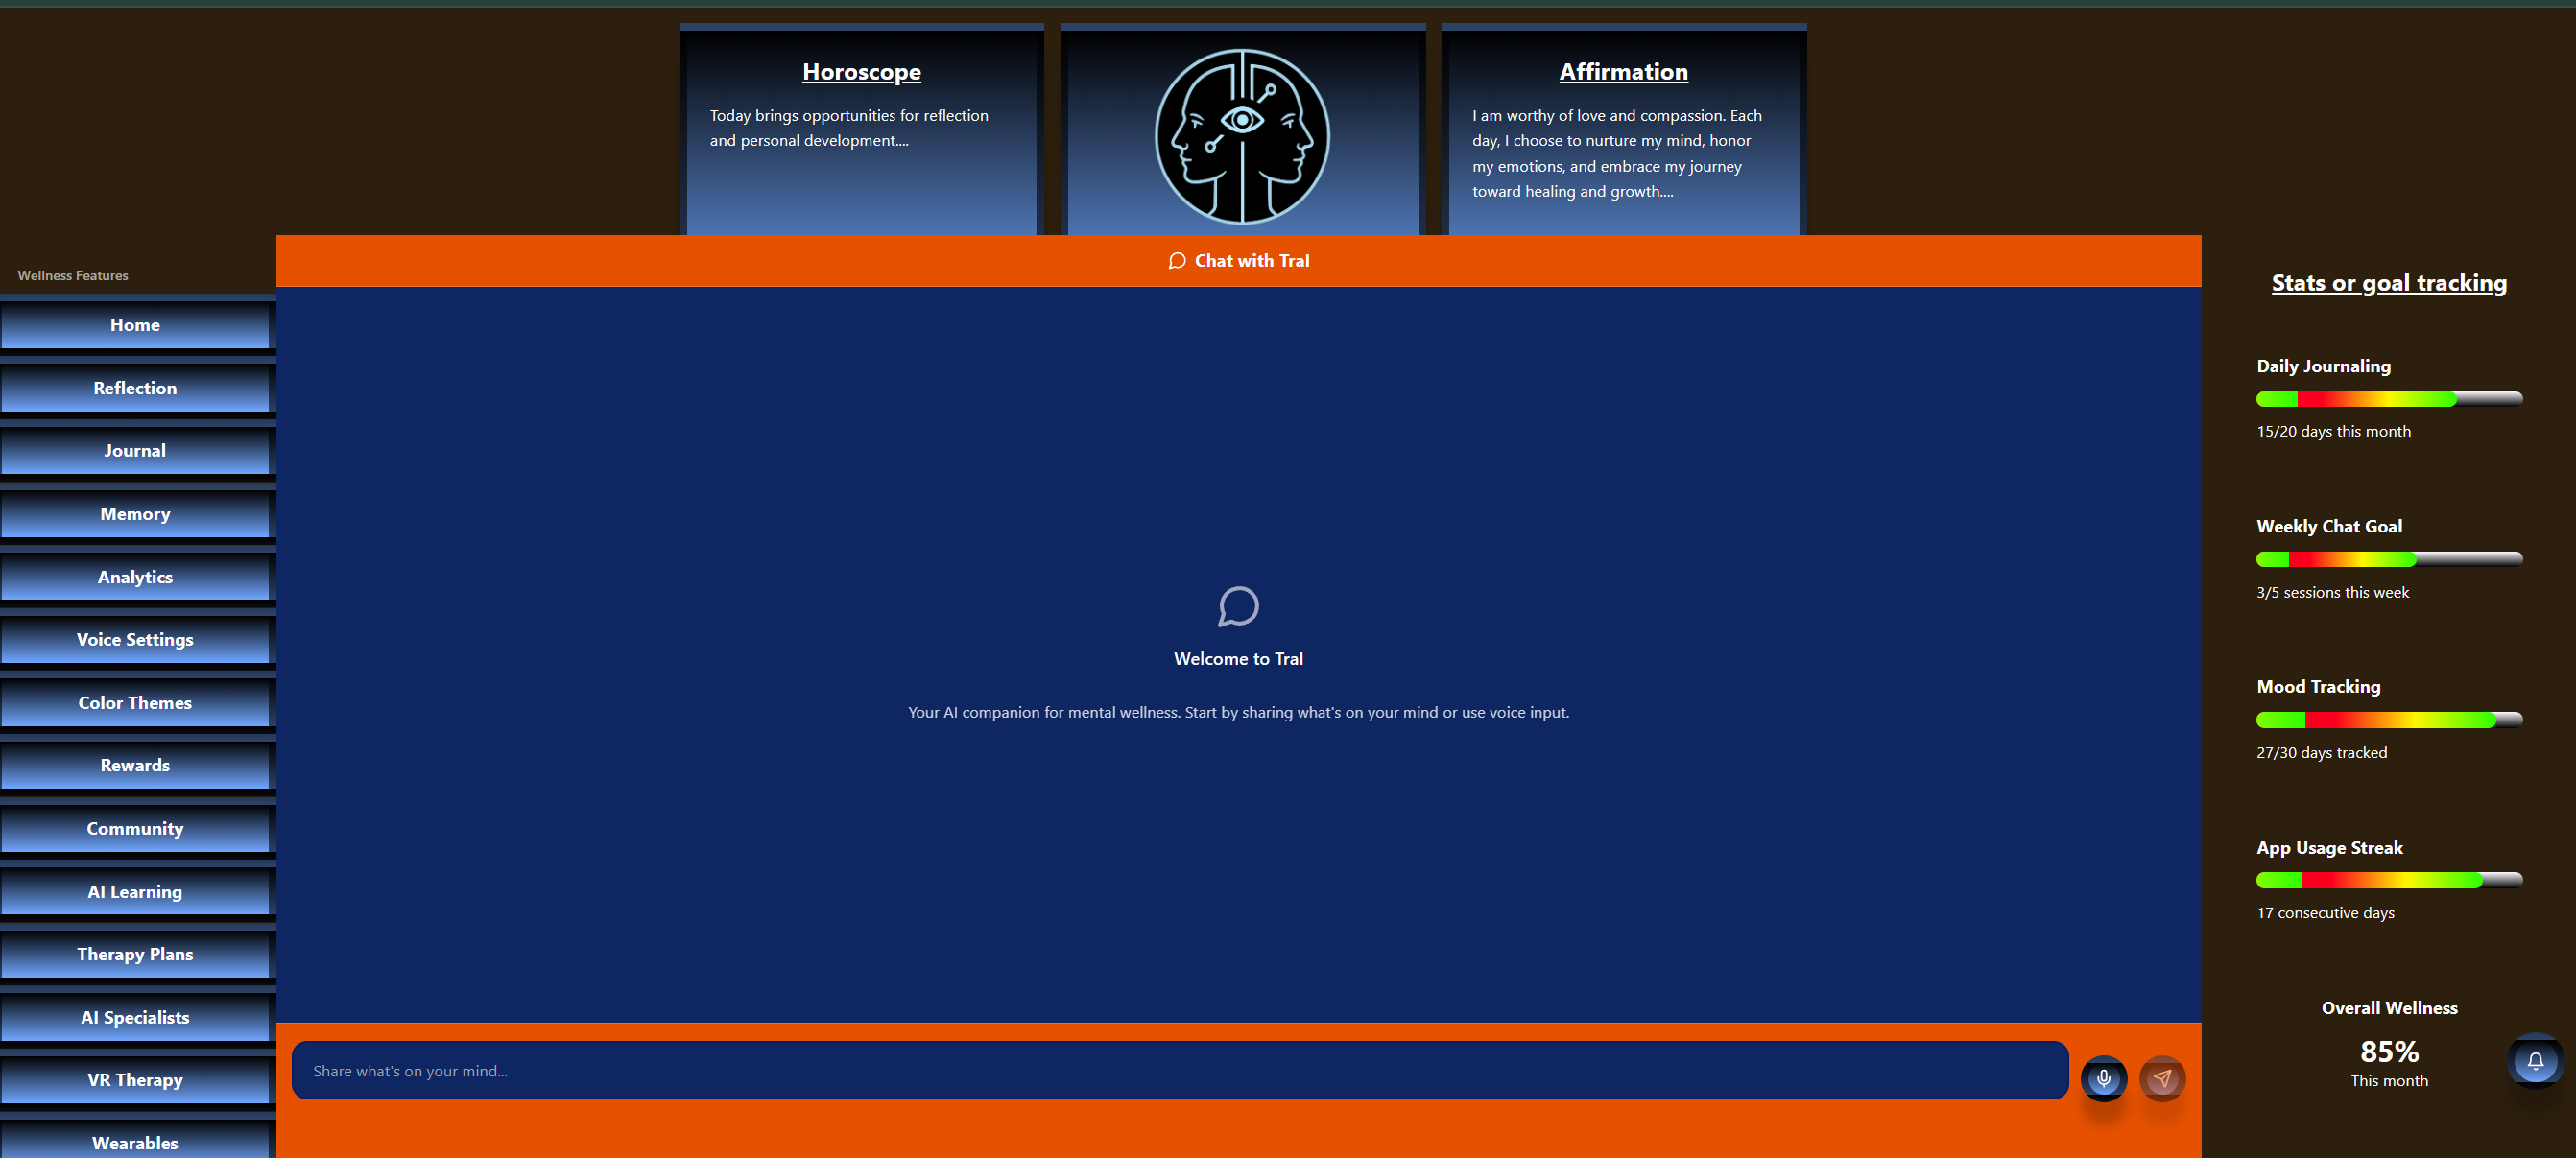 Horoscope
Today brings opportunities for reflection
and personal development....
Affirmation
I am worthy of love and compassion. Each
day, I choose to nurture my mind, honor
my emotions, and embrace my journey
toward healing and growth....
Wellness Features
Home
Reflection
Journal
Memory
Analytics
Voice Settings
Color Themes
Rewards
Community
AI Learning
Therapy Plans
AI Specialists
VR Therapy
Wearables
Chat with Tral
Welcome to Tral
Your AI companion for mental wellness. Start by sharing what's on your mind or use voice input.
Share what's on your mind...
Stats or goal tracking
Daily Journaling
15/20 days this month
Weekly Chat Goal
3/5 sessions this week
Mood Tracking
27/30 days tracked
App Usage Streak
17 consecutive days
Overall Wellness
85%
This month